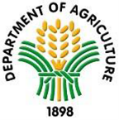 DEPARTMENT OF AGRICULTURE
1898